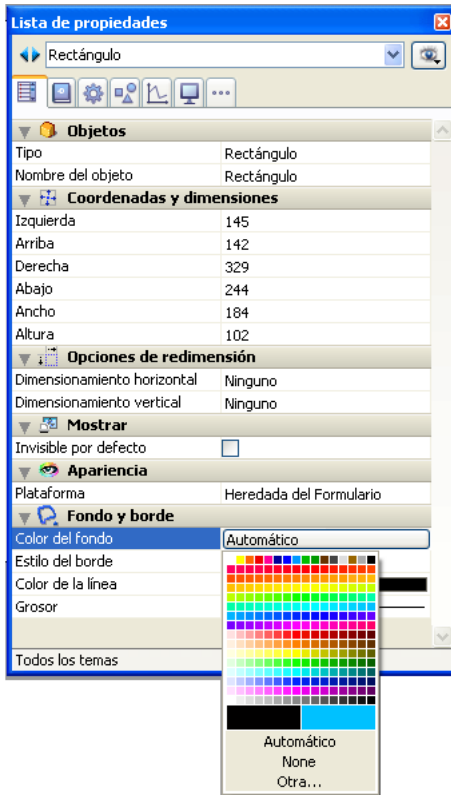 Lista de propiedades
Rectángulo
Objetos
Tipo Rectángulo
Nombre del objeto Rectángulo
Coordenadas y dimensiones
Izquierda 145
Arriba 142
Derecha 329
Abajo 244
Ancho 184
Altura 102
Opciones de redimensión
Dimensionamiento horizontal Ninguno
Dimensionamiento vertical Ninguno
Mostrar
Invisible por defecto
Apariencia
Plataforma Heredada del Formulario
Fondo y borde
Color del fondo Automático
Estilo del borde
Color de la línea
Grosor
Todos los temas
Automático
None
Otra...